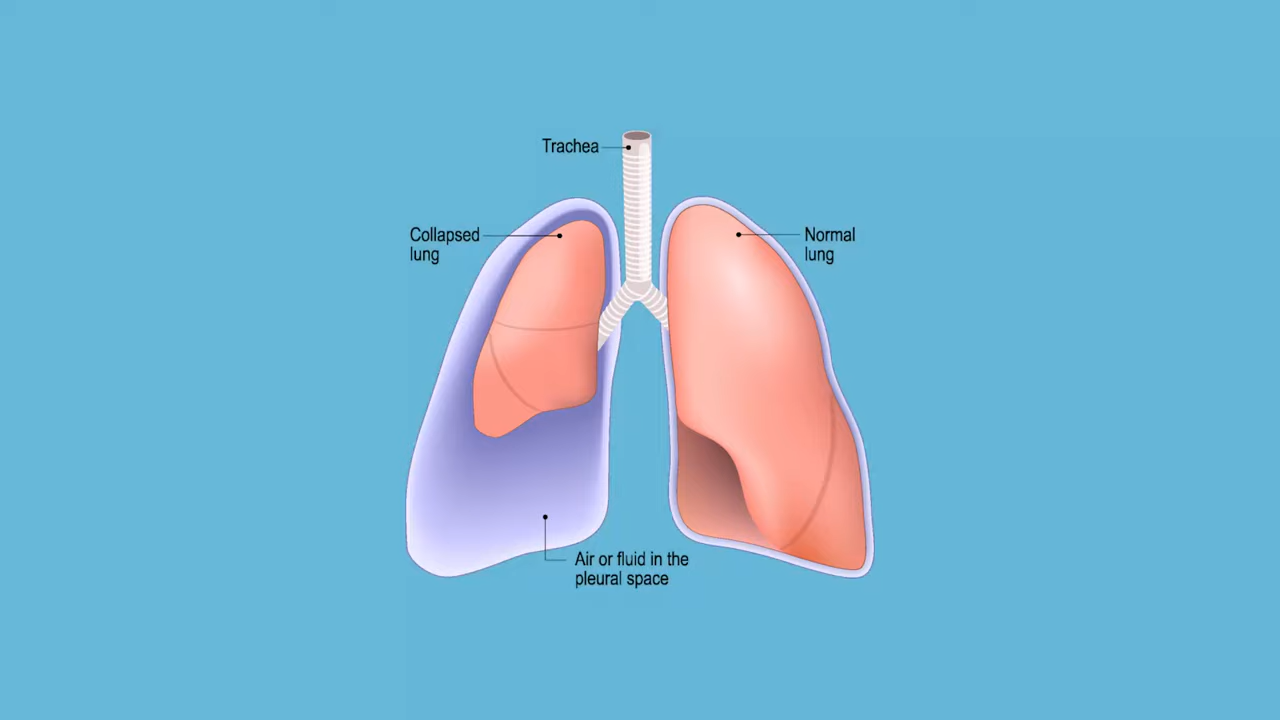 Trachea
Collapsed
lung
Normal
lung
Air or fluid in the
pleural space